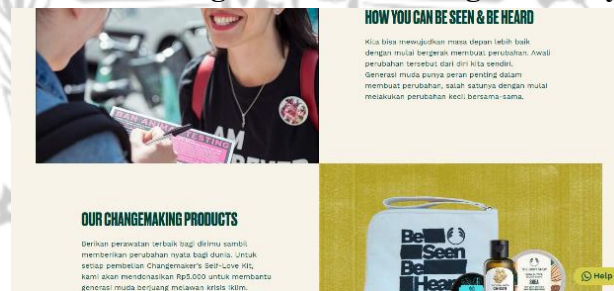 HOW YOU CAN BE SEEN & BE HEARD
Kita bisa mewujudkan masa depan lebih baik
dengan mulai bergerak membuat perubahan. Awali
perubahan tersebut dari diri kita sendiri.
Generasi muda punya peran penting dalam
membuat perubahan, salah satunya dengan mulai
melakukan perubahan kecil bersama-sama.
BAN ANIMAL TESTING
AM
OUR CHANGEMAKING PRODUCTS
Berikan perawatan terbaik bagi dirimu sambil
memberikan perubahan nyata bagi dunia. Untuk
setiap pembelian Changemaker's Self-Love Kit,
kami akan mendonasikan Rp5.000 untuk membantu
generasi muda berjuang melawan krisis iklim.
Be
Seen
Be
Heard
SHEA
Help